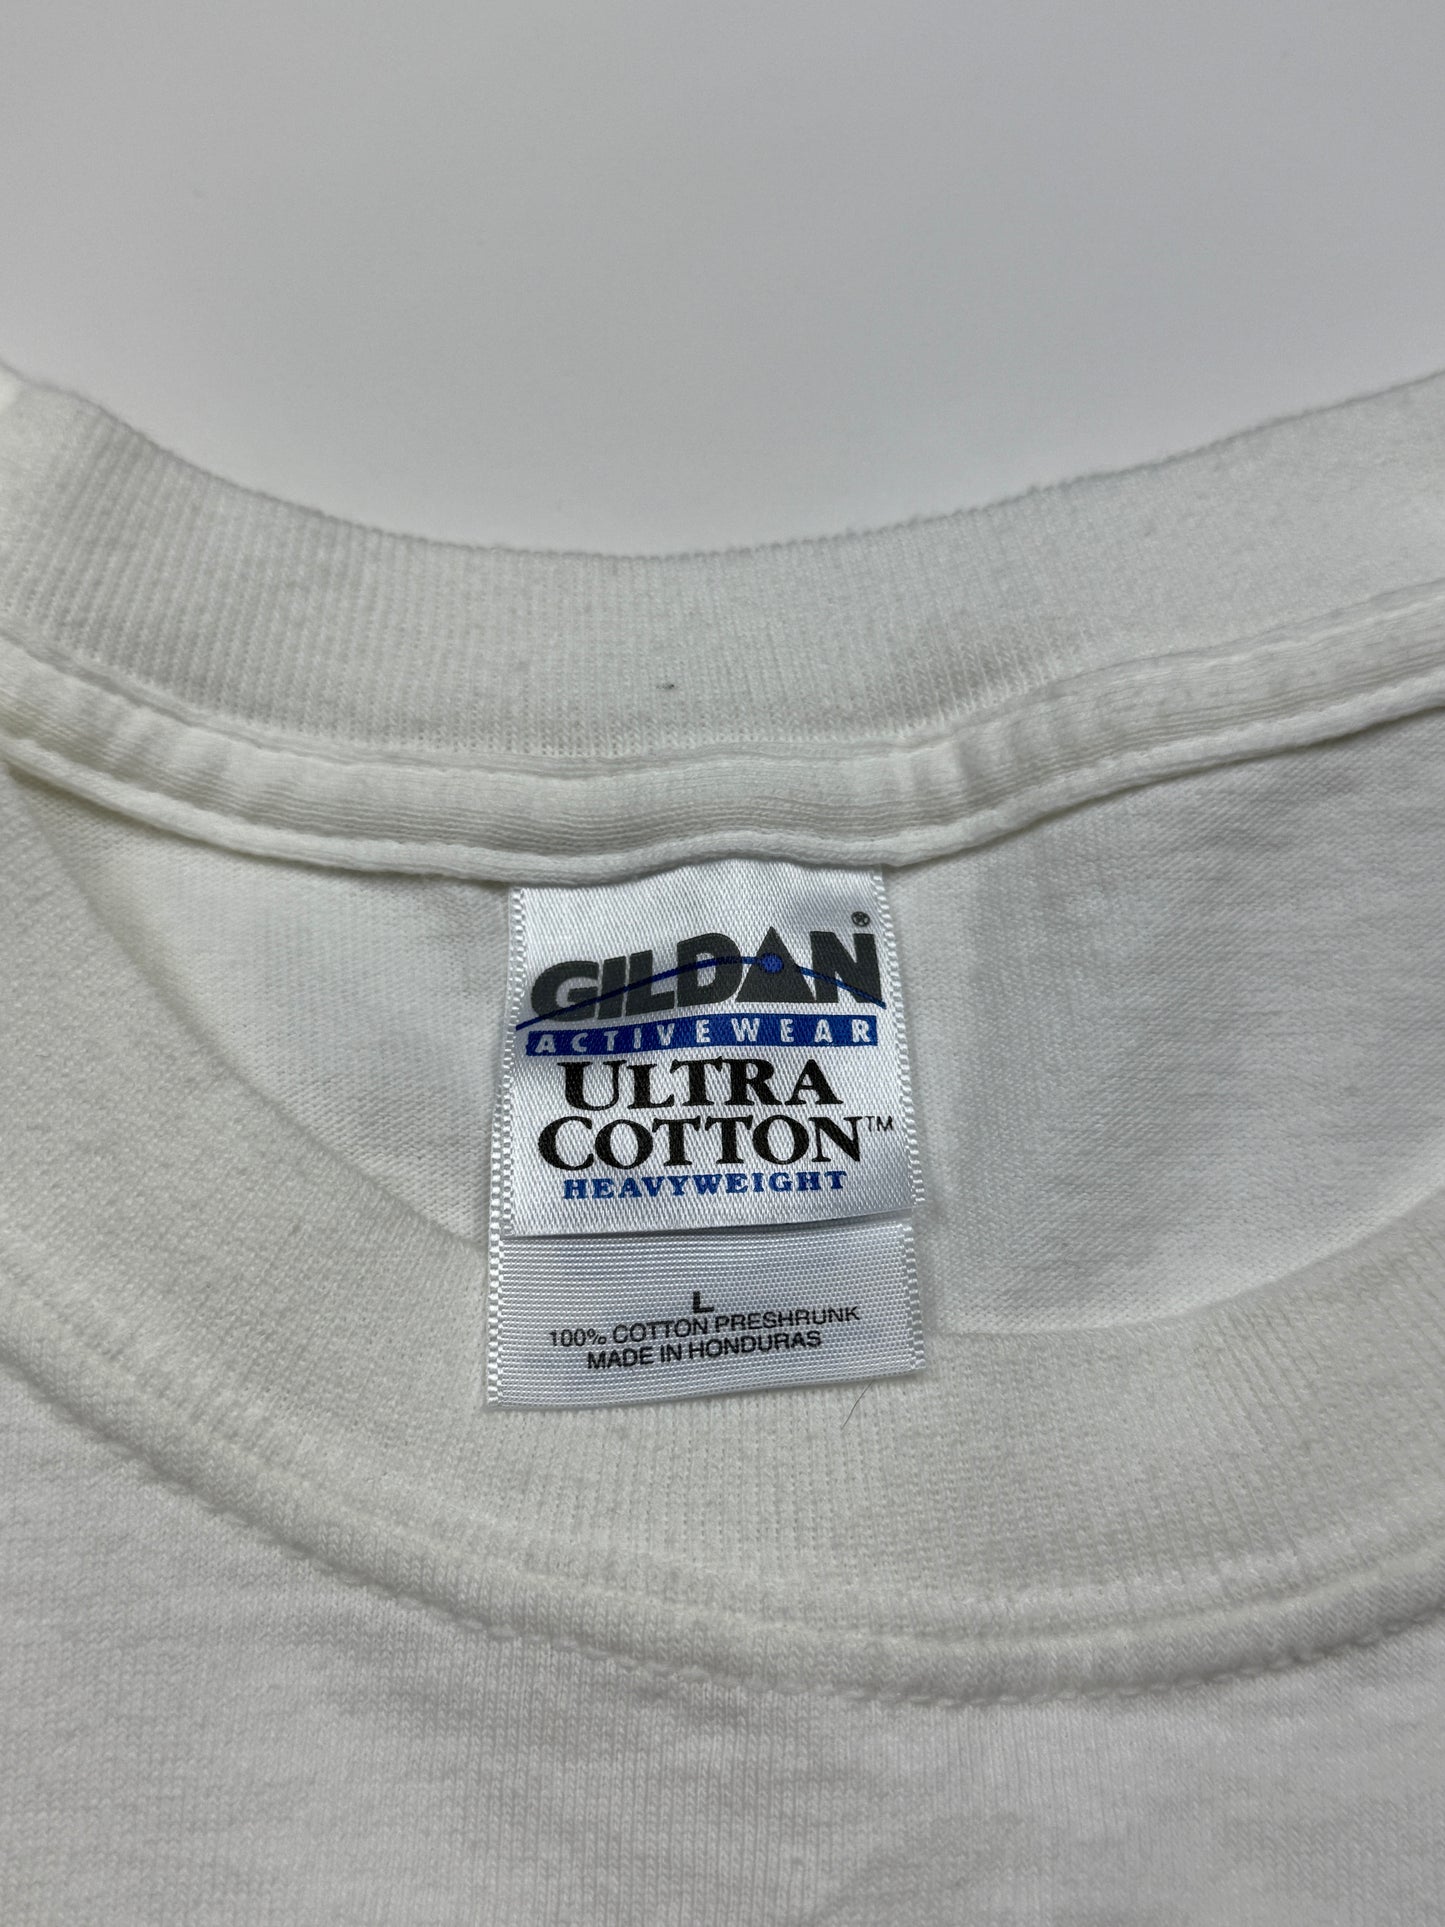 GILDAN®
ACTIVEWEAR
ULTRA
COTTON™
HEAVYWEIGHT
L
100% COTTON PRESHRUNK
MADE IN HONDURAS